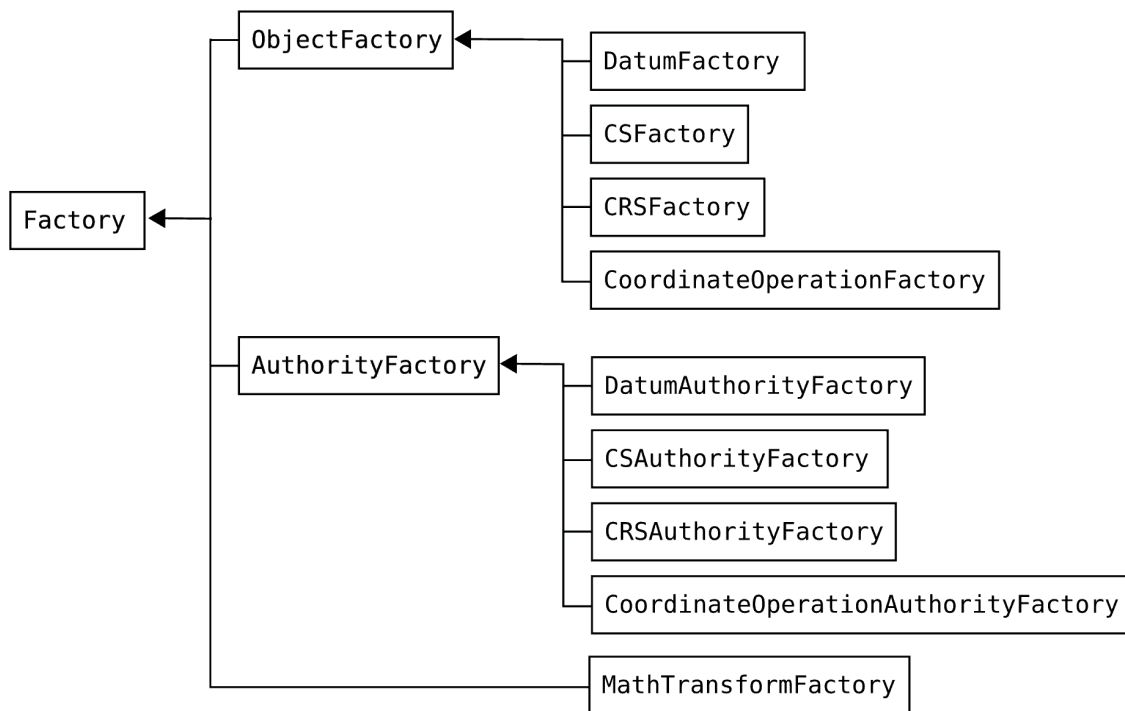 ObjectFactory
DatumFactory
CSFactory
CRSFactory
Factory
CoordinateOperationFactory
AuthorityFactory
DatumAuthorityFactory
CSAuthorityFactory
CRSAuthorityFactory
CoordinateOperationAuthorityFactory
MathTransformFactory